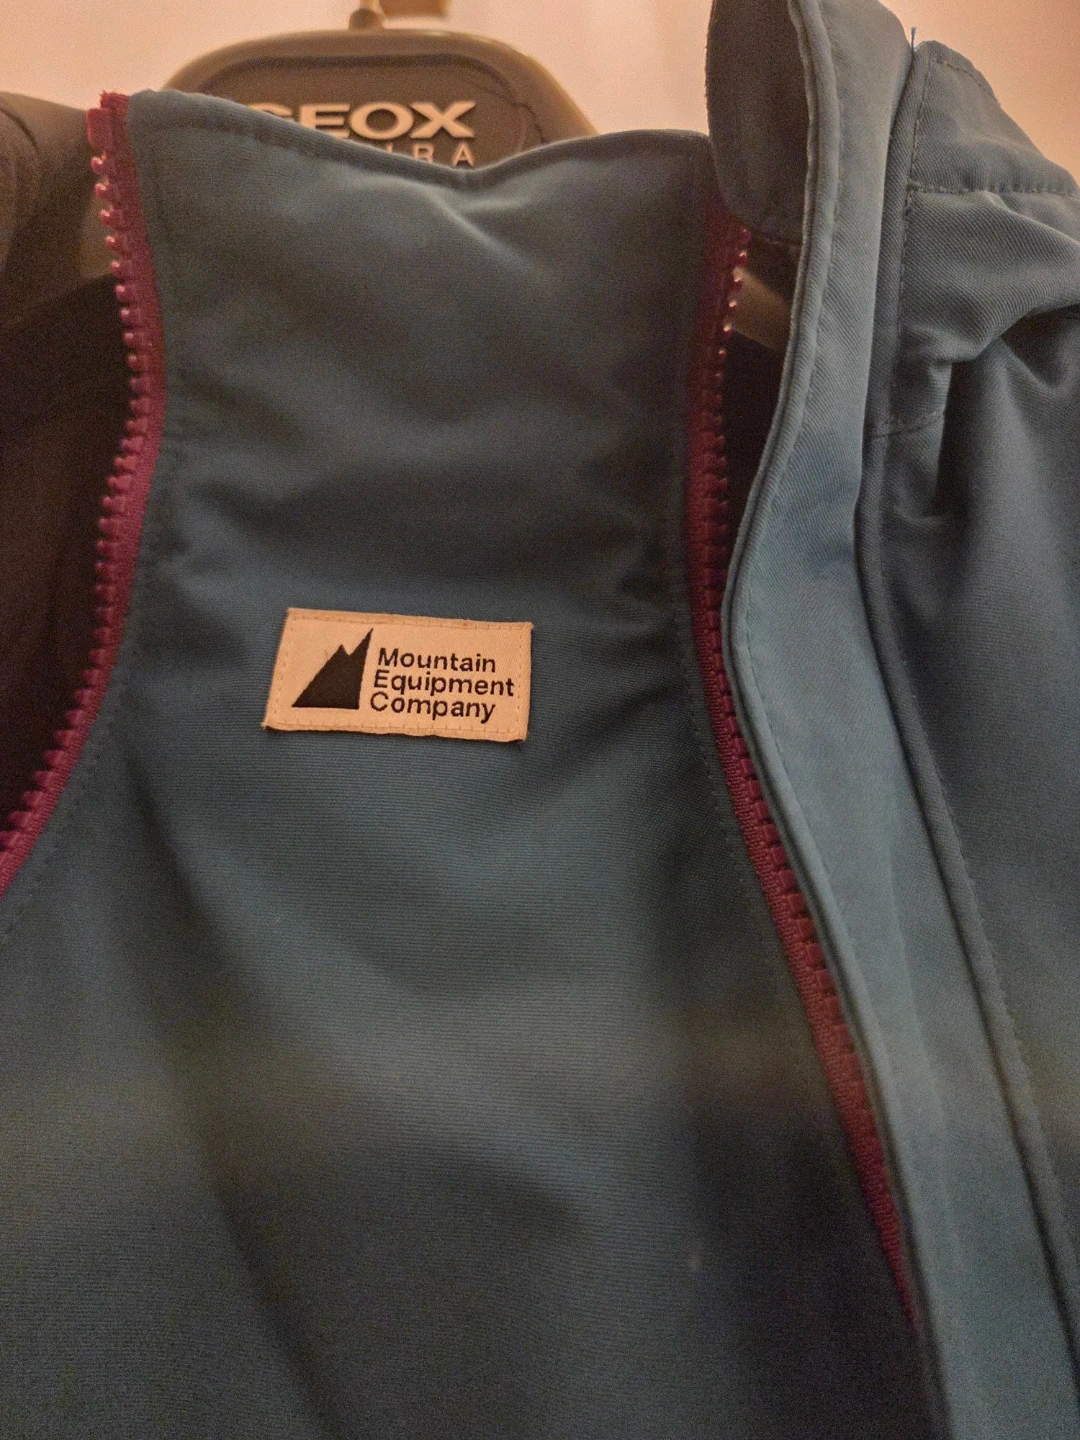 GEOX
Mountain
Equipment
Company